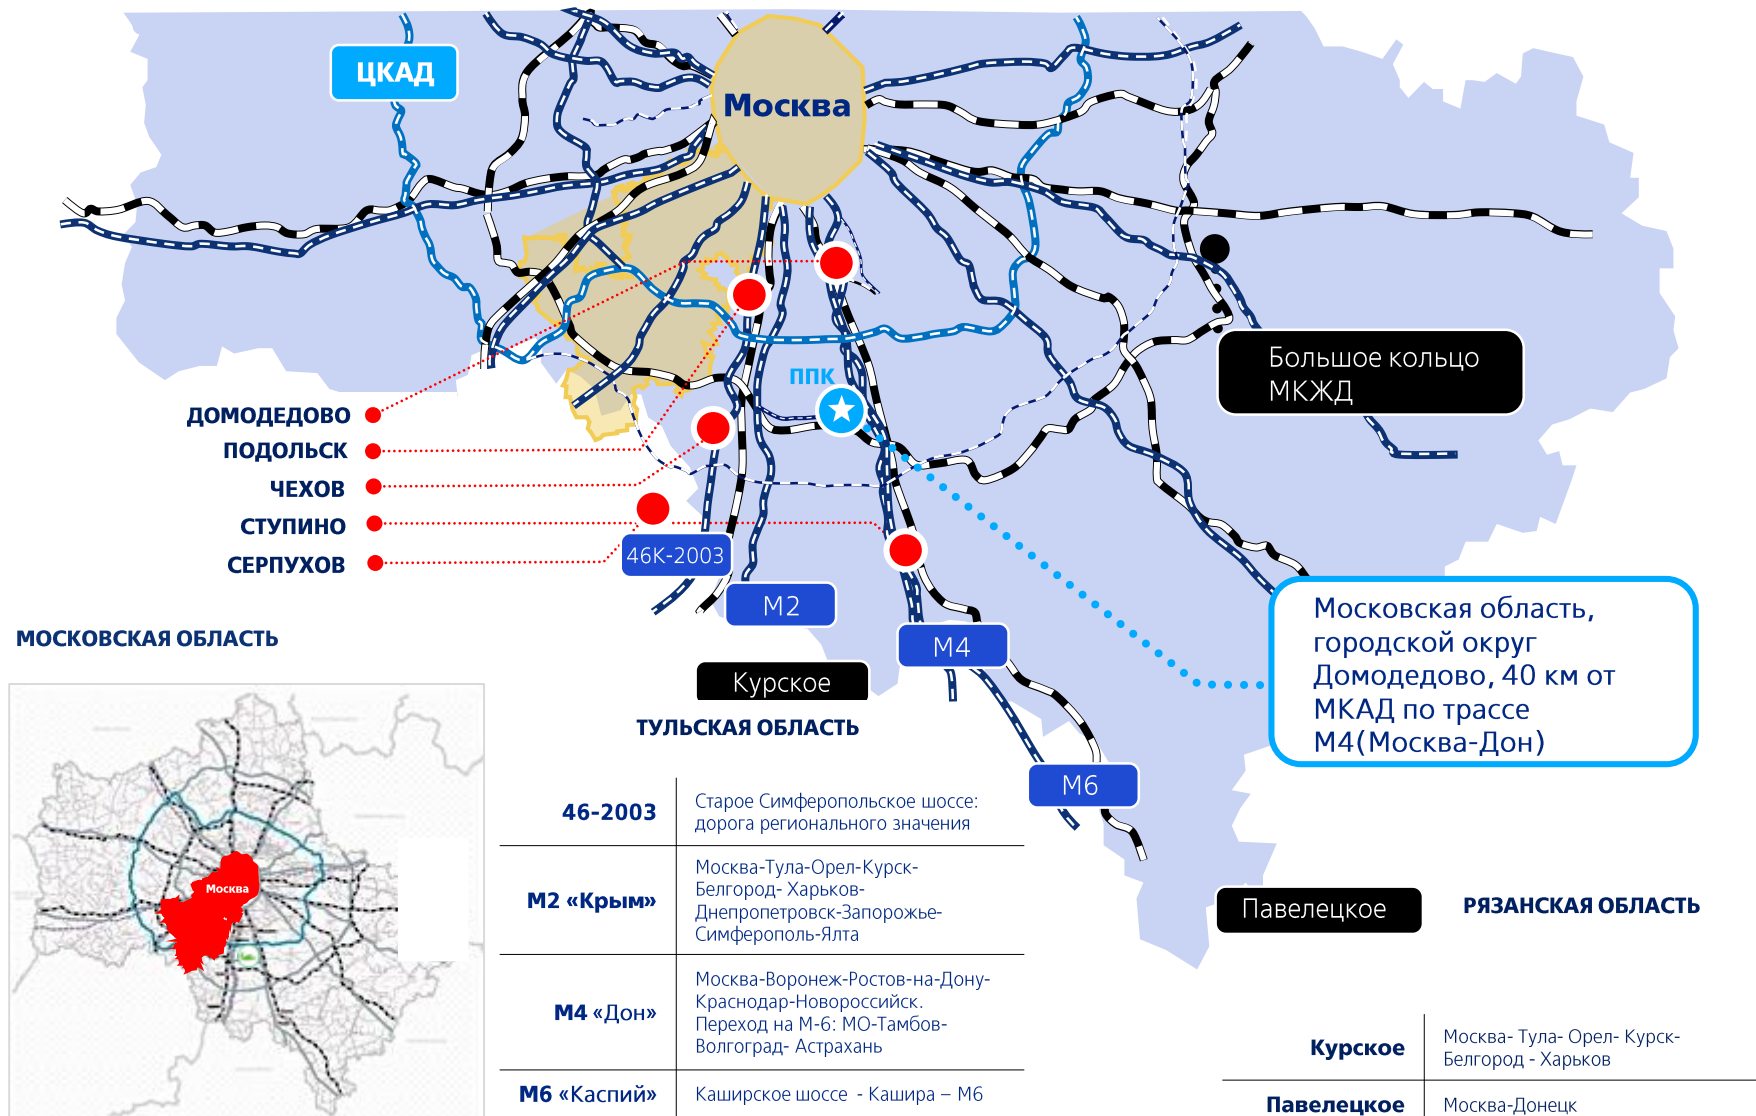 ЦКАД
Москва
ППК
Большое кольцо
МКЖД
ДОМОДЕДОВО
ПОДОЛЬСК
ЧЕХОВ
СТУПИНО
СЕРПУХОВ
46К-2003
М2
М4
М6
Московская область,
городской округ
Домодедово, 40 км от
МКАД по трассе
М4(Москва-Дон)
МОСКОВСКАЯ ОБЛАСТЬ
Курское
ТУЛЬСКАЯ ОБЛАСТЬ
Москва
46-2003
Старое Симферопольское шоссе:
дорога регионального значения
М2 «Крым»
Москва-Тула-Орел-Курск-
Белгород- Харьков-
Днепропетровск-Запорожье-
Симферополь-Ялта
М4 «Дон»
Москва-Воронеж-Ростов-на-Дону-
Краснодар-Новороссийск.
Переход на М-6: МО-Тамбов-
Волгоград- Астрахань
М6 «Каспий»
Каширское шоссе - Кашира – М6
Павелецкое
РЯЗАНСКАЯ ОБЛАСТЬ
Курское
Москва- Тула- Орел- Курск-
Белгород - Харьков
Павелецкое
Москва-Донецк